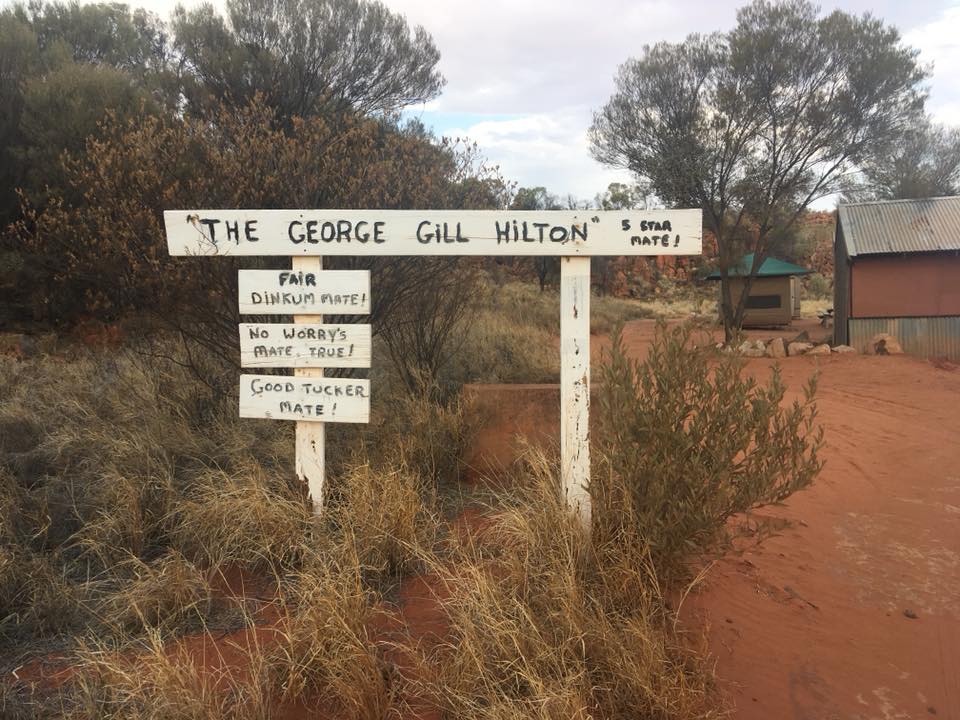 "THE GEORGE GILL HILTON" 5 STAR
MATE!
FAIR
DINKUM MATE!
NO WORRY'S
MATE, TRUE!
GOOD TUCKER
MATE!